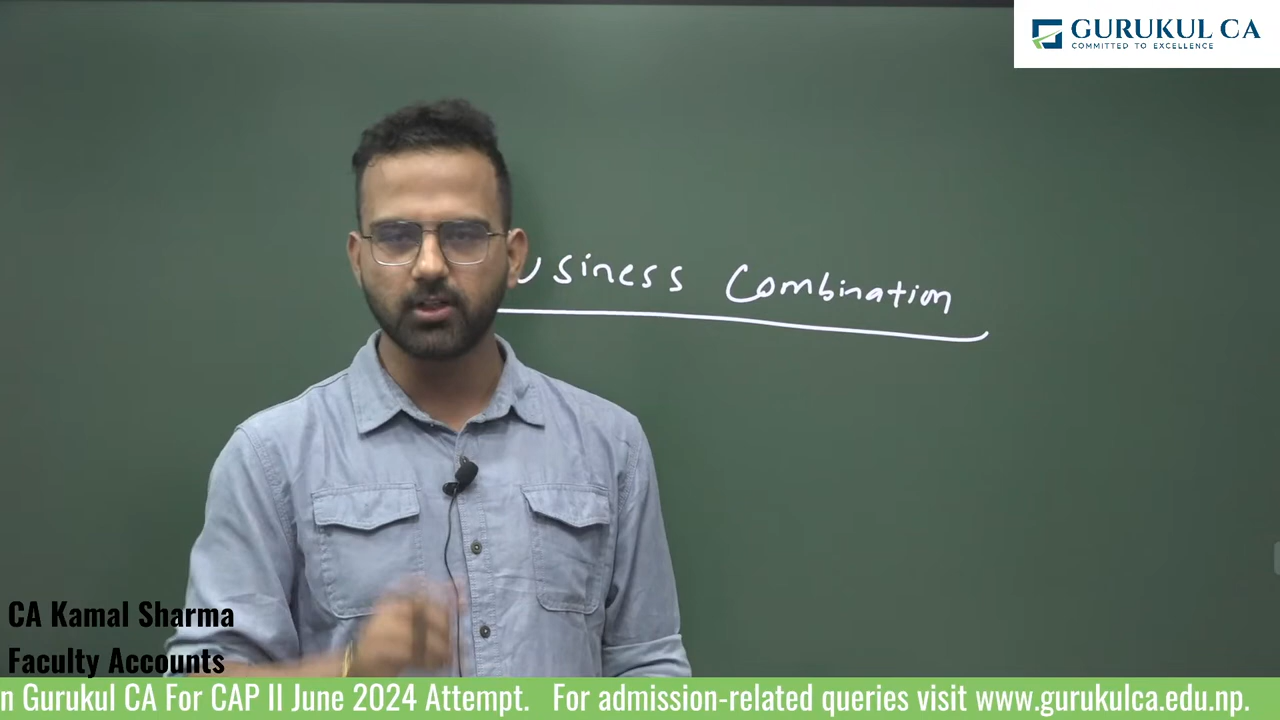 GURUKUL CA
COMMITTED TO EXCELLENCE
usiness Combination
CA Kamal Sharma
Faculty Accounts
n Gurukul CA For CAP II June 2024 Attempt. For admission-related queries visit www.gurukulca.edu.np.